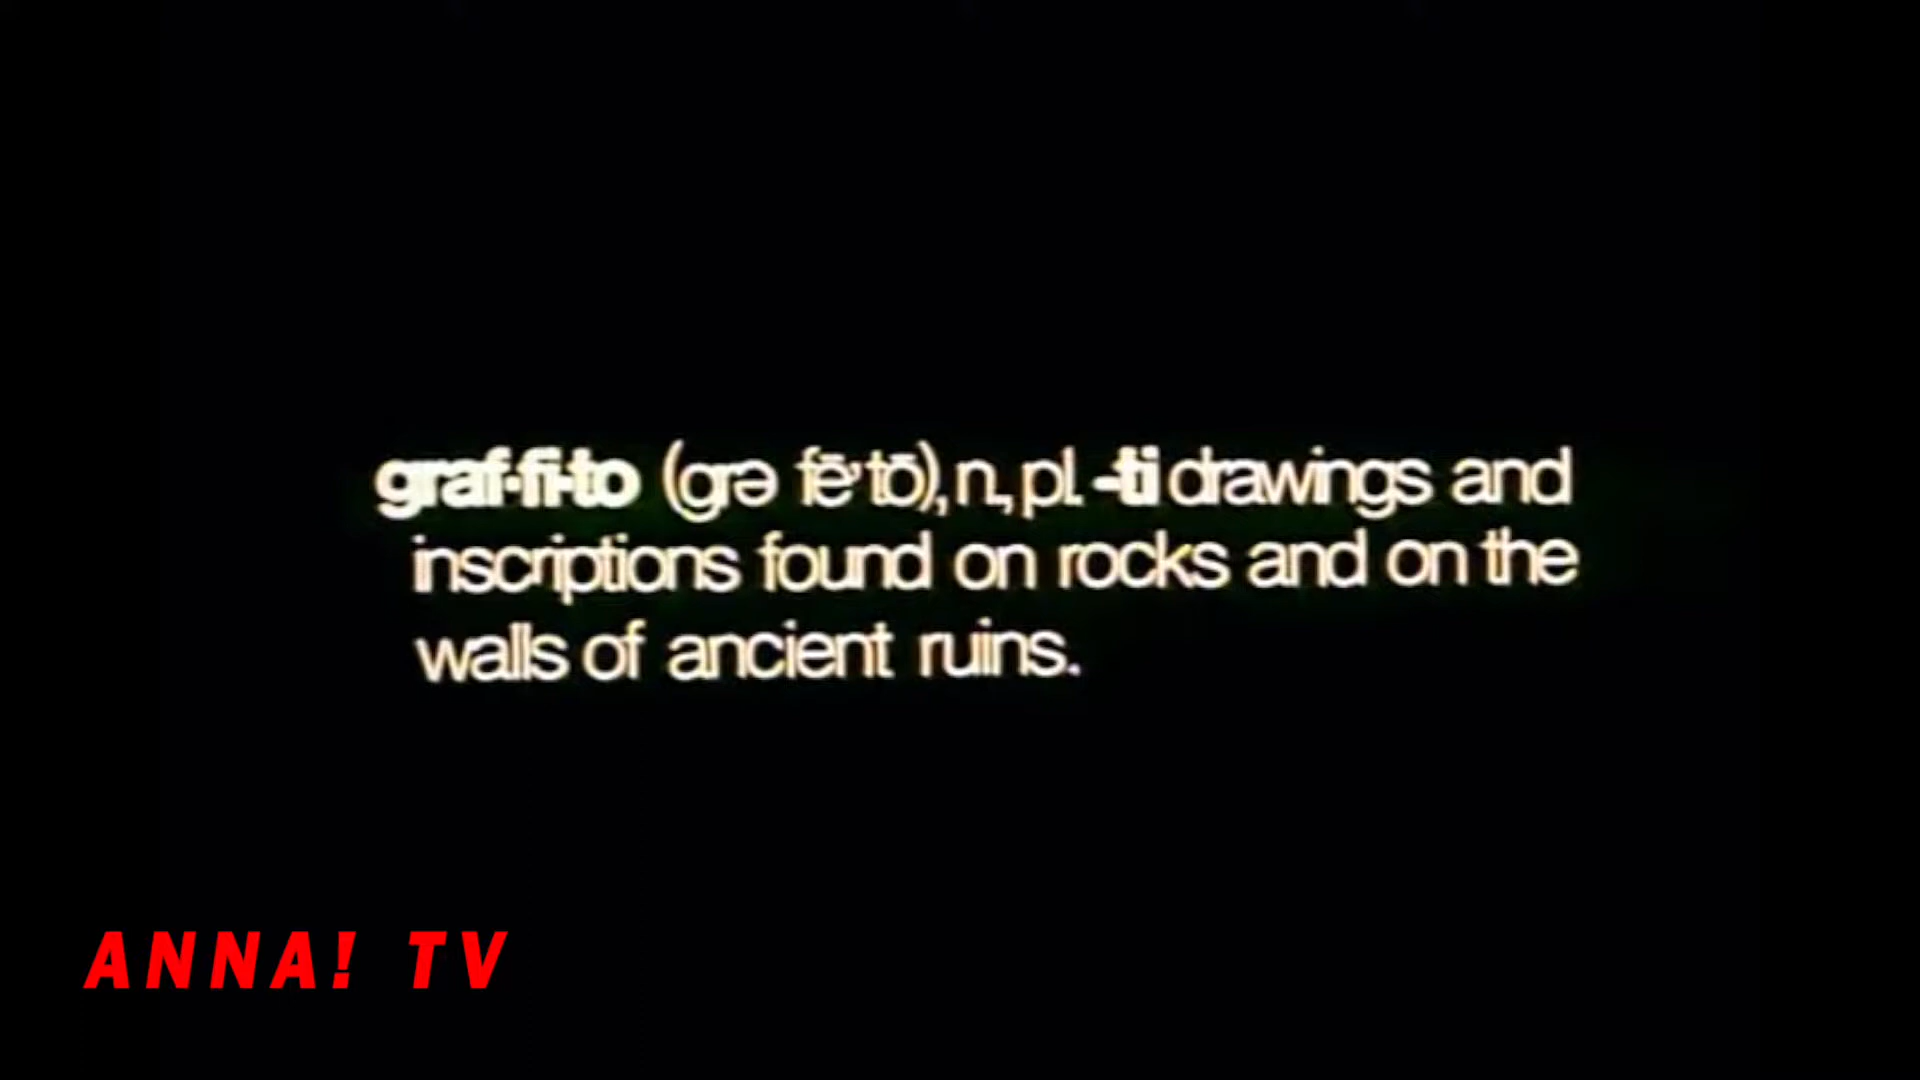 graf·fi·to (grə fē′tō), n., pl. -ti drawings and
inscriptions found on rocks and on the
walls of ancient ruins.
ANNA! TV